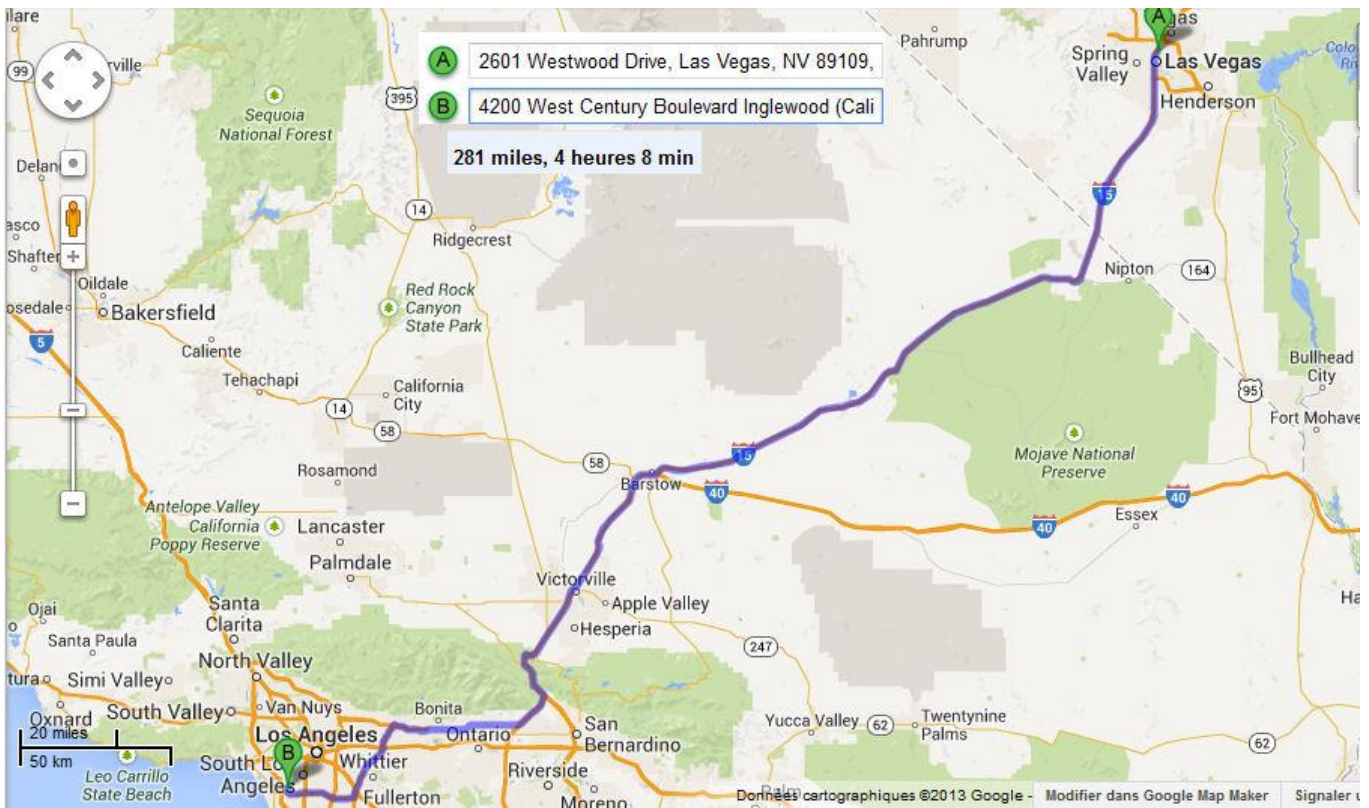 A 2601 Westwood Drive, Las Vegas, NV 89109,
B 4200 West Century Boulevard Inglewood (Cali
281 miles, 4 heures 8 min
A
Pahrump
Spring
Valley
Las Vegas
Henderson
99
395
Sequoia
National Forest
14
Ridgecrest
15
Nipton
164
Oildale
Bakersfield
Red Rock
Canyon
State Park
5
Caliente
Tehachapi
California
City
14
58
Bullhead
City
95
Fort Mohave
Mojave National
Preserve
Rosamond
58
15
Barstow
40
40
40
Essex
Antelope Valley
California
Poppy Reserve
Lancaster
Palmdale
Victorville
Apple Valley
Hesperia
247
Ojai
Santa Paula
Santa
Clarita
North Valley
Simi Valley
Van Nuys
South Valley
Oxnard
20 miles
50 km
Bonita
Ontario
San
Bernardino
Los Angeles
B
Whittier
Angeles
Fullerton
Riverside
Moreno
Yucca Valley
62
Twentynine
Palms
62
Leo Carrillo
State Beach
Données cartographiques ©2013 Google -
Modifier dans Google Map Maker
Signaler